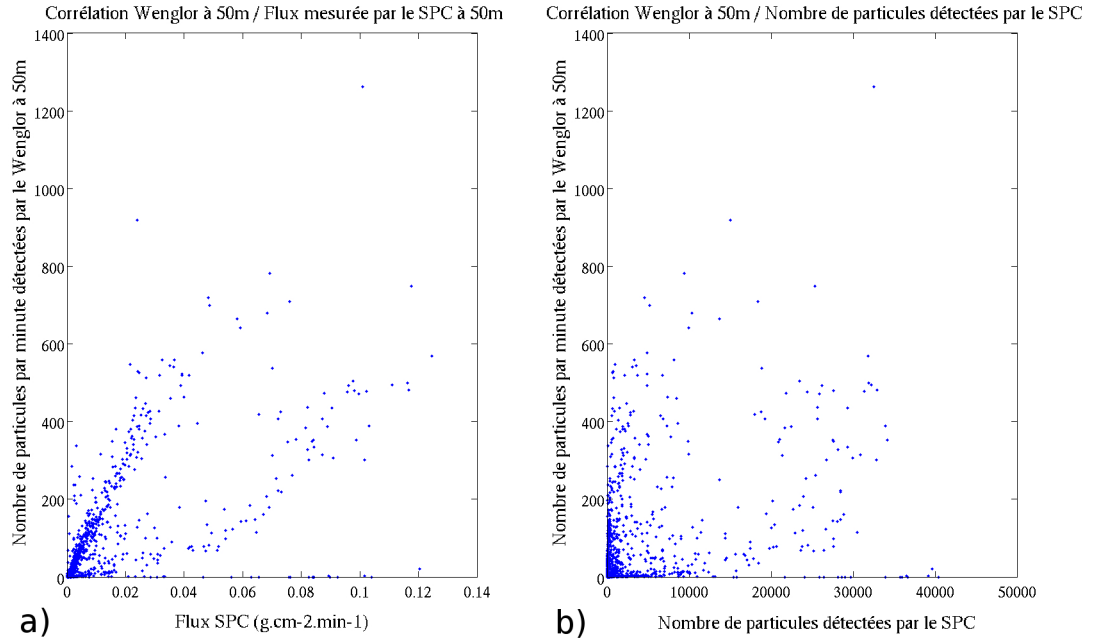 Corrélation Wenglor à 50m / Flux mesurée par le SPC à 50m
Nombre de particules par minute détectées par le Wenglor à 50m
1400
1200
1000
800
600
400
200
0
0 0.02 0.04 0.06 0.08 0.1 0.12 0.14
Flux SPC (g.cm-2.min-1)
a)
Corrélation Wenglor à 50m / Nombre de particules détectées par le SPC
Nombre de particules par minute détectées par le Wenglor à 50m
1400
1200
1000
800
600
400
200
0
0 10000 20000 30000 40000 50000
Nombre de particules détectées par le SPC
b)